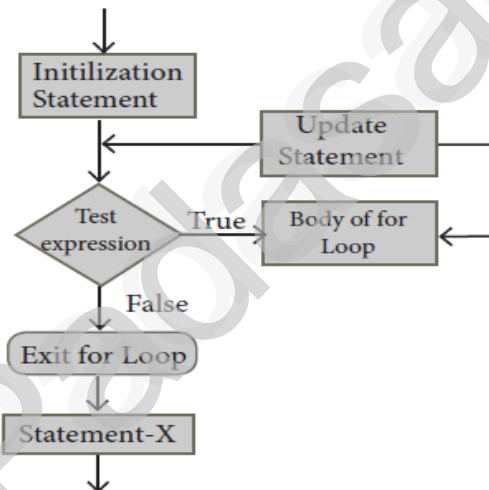 Initilization
Statement
Update
Statement
Test
expression
True
Body of for
Loop
False
Exit for Loop
Statement-X